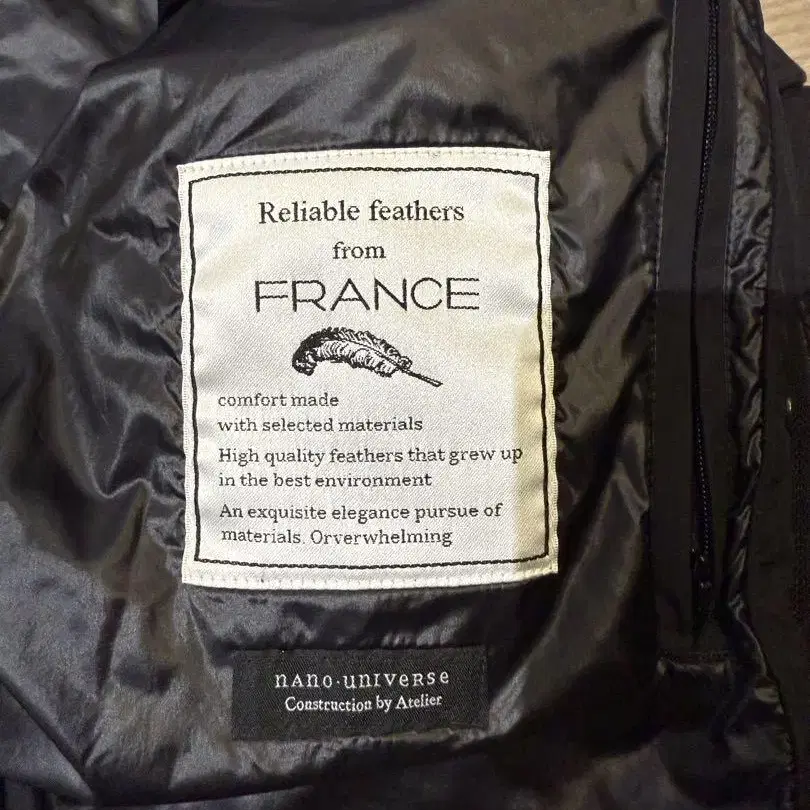 Reliable feathers
from
FRANCE
comfort made
with selected materials
High quality feathers that grew up
in the best environment
An exquisite elegance pursue of
materials. Orverwhelming
nano·universe
Construction by Atelier